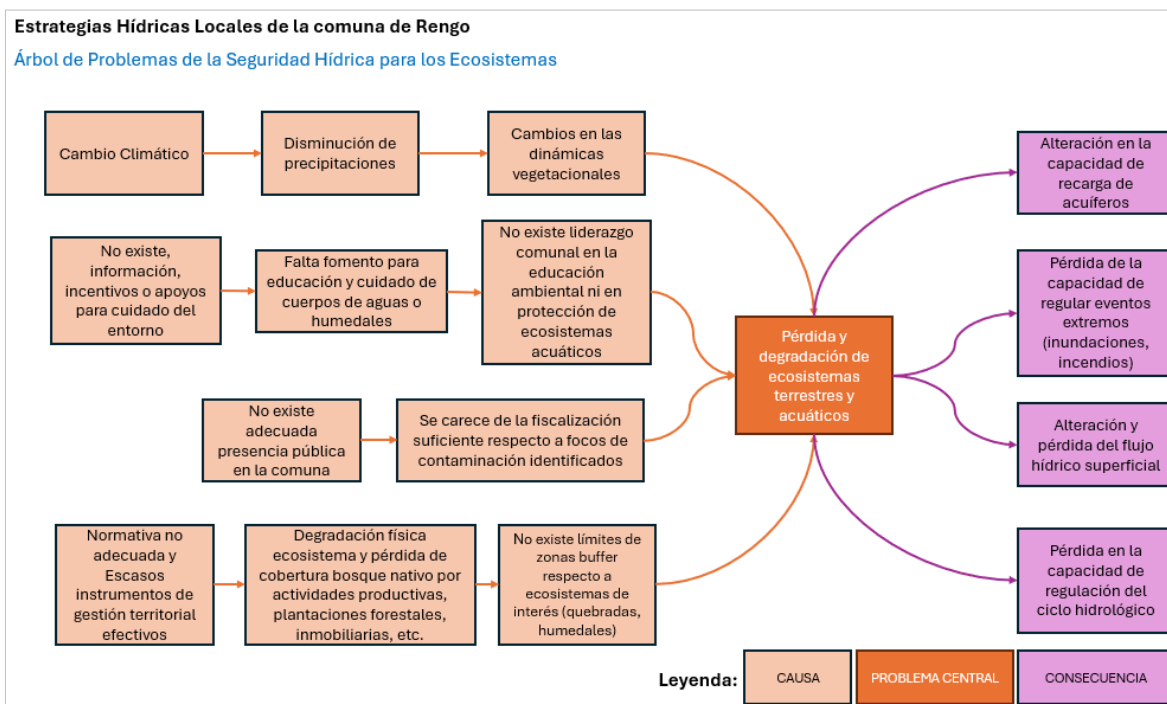 Estrategias Hídricas Locales de la comuna de Rengo
Árbol de Problemas de la Seguridad Hídrica para los Ecosistemas
Cambio Climático
Disminución de
precipitaciones
Cambios en las
dinámicas
vegetacionales
No existe,
información,
incentivos o apoyos
para cuidado del
entorno
Falta fomento para
educación y cuidado de
cuerpos de aguas o
humedales
No existe liderazgo
comunal en la
educación
ambiental ni en
protección de
ecosistemas
acuáticos
No existe
adecuada
presencia pública
en la comuna
Se carece de la fiscalización
suficiente respecto a focos de
contaminación identificados
Normativa no
adecuada y
Escasos
instrumentos de
gestión territorial
efectivos
Degradación física
ecosistema y pérdida de
cobertura bosque nativo por
actividades productivas,
plantaciones forestales,
inmobiliarias, etc.
No existe límites de
zonas buffer
respecto a
ecosistemas de
interés (quebradas,
humedales)
Pérdida y
degradación de
ecosistemas
terrestres y
acuáticos
Alteración en la
capacidad de
recarga de
acuíferos
Pérdida de la
capacidad de
regular eventos
extremos
(inundaciones,
incendios)
Alteración y
pérdida del flujo
hídrico superficial
Pérdida en la
capacidad de
regulación del
ciclo hidrológico
Leyenda:
CAUSA
PROBLEMA CENTRAL
CONSECUENCIA